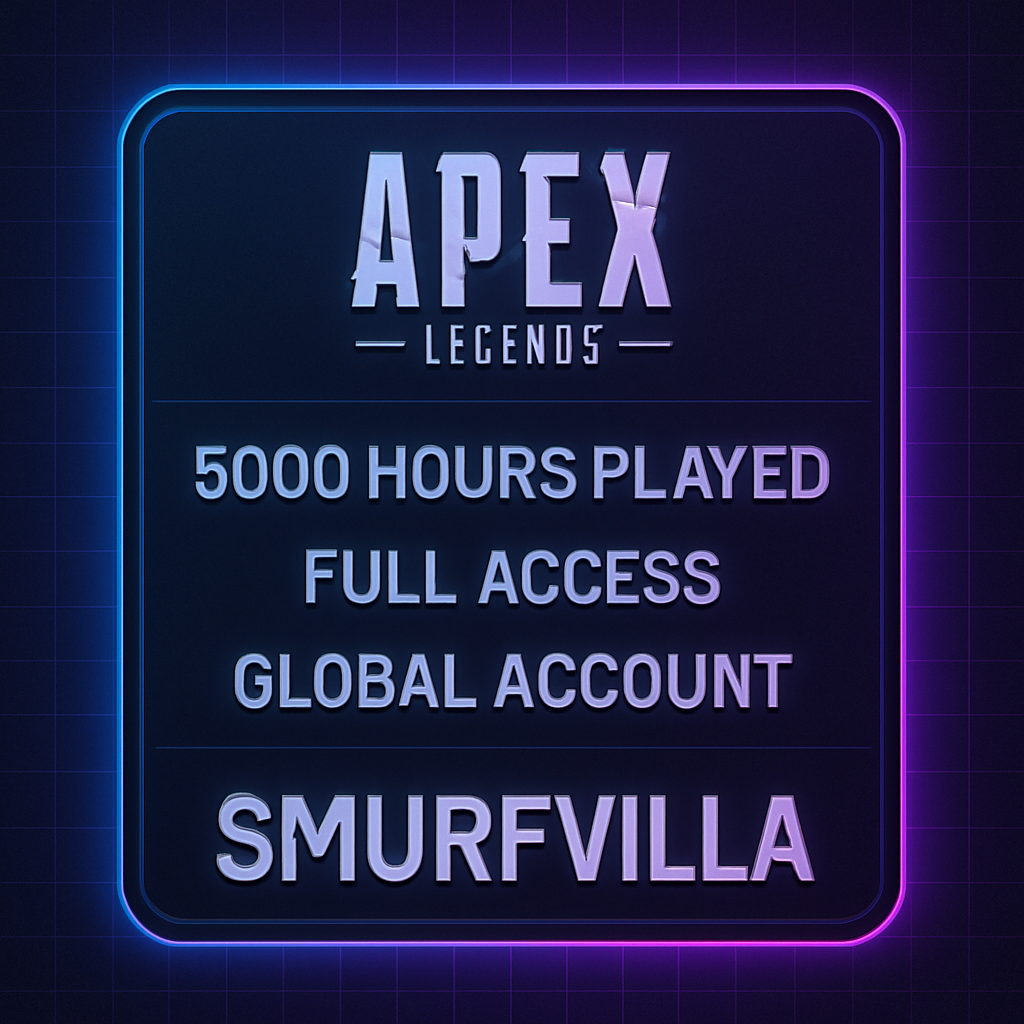 APEX
LEGENDS
5000 HOURS PLAYED
FULL ACCESS
GLOBAL ACCOUNT
SMURFVILLA